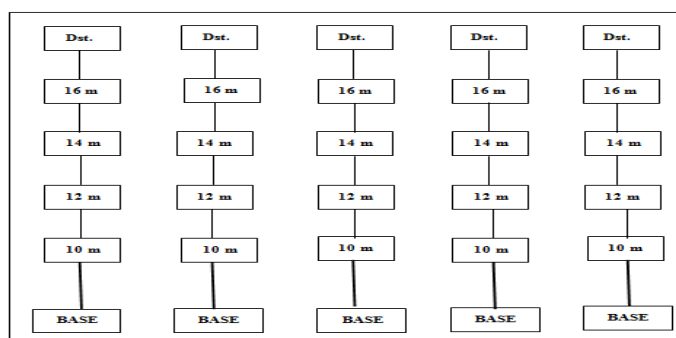 Dst. Dst. Dst. Dst. Dst.
16 m 16 m 16 m 16 m 16 m
14 m 14 m 14 m 14 m 14 m
12 m 12 m 12 m 12 m 12 m
10 m 10 m 10 m 10 m 10 m
BASE BASE BASE BASE BASE